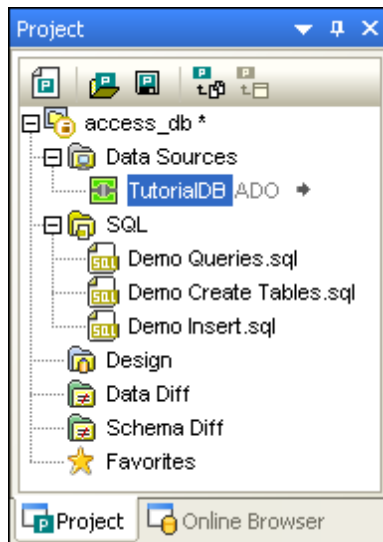 Project
access_db *
Data Sources
TutorialDB ADO
SQL
Demo Queries.sql
Demo Create Tables.sql
Demo Insert.sql
Design
Data Diff
Schema Diff
Favorites
Project Online Browser